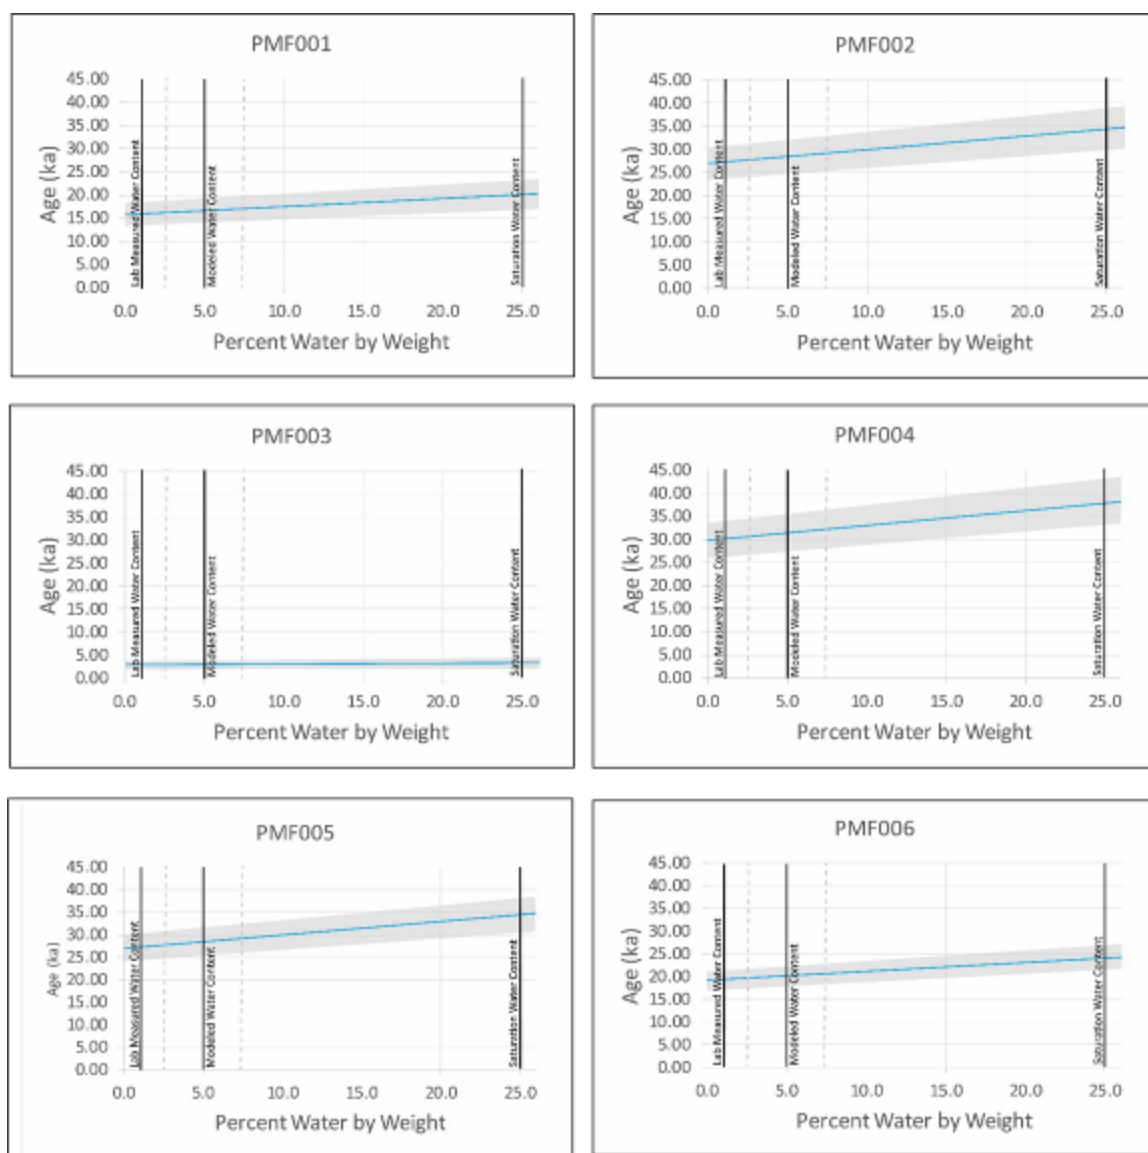 PMF001
45.00
40.00
35.00
30.00
25.00
20.00
15.00
10.00
5.00
0.00
Age (ka)
Lab Measured Water Content
Modeled Water Content
Saturation Water Content
0.0 5.0 10.0 15.0 20.0 25.0
Percent Water by Weight
PMF002
45.00
40.00
35.00
30.00
25.00
20.00
15.00
10.00
5.00
0.00
Age (ka)
Lab Measured Water Content
Modeled Water Content
Saturation Water Content
0.0 5.0 10.0 15.0 20.0 25.0
Percent Water by Weight
PMF003
45.00
40.00
35.00
30.00
25.00
20.00
15.00
10.00
5.00
0.00
Age (ka)
Lab Measured Water Content
Modeled Water Content
Saturation Water Content
0.0 5.0 10.0 15.0 20.0 25.0
Percent Water by Weight
PMF004
45.00
40.00
35.00
30.00
25.00
20.00
15.00
10.00
5.00
0.00
Age (ka)
Lab Measured Water Content
Modeled Water Content
Saturation Water Content
0.0 5.0 10.0 15.0 20.0 25.0
Percent Water by Weight
PMF005
45.00
40.00
35.00
30.00
25.00
20.00
15.00
10.00
5.00
0.00
Age (ka)
Lab Measured Water Content
Modeled Water Content
Saturation Water Content
0.0 5.0 10.0 15.0 20.0 25.0
Percent Water by Weight
PMF006
45.00
40.00
35.00
30.00
25.00
20.00
15.00
10.00
5.00
0.00
Age (ka)
Lab Measured Water Content
Modeled Water Content
Saturation Water Content
0.0 5.0 10.0 15.0 20.0 25.0
Percent Water by Weight